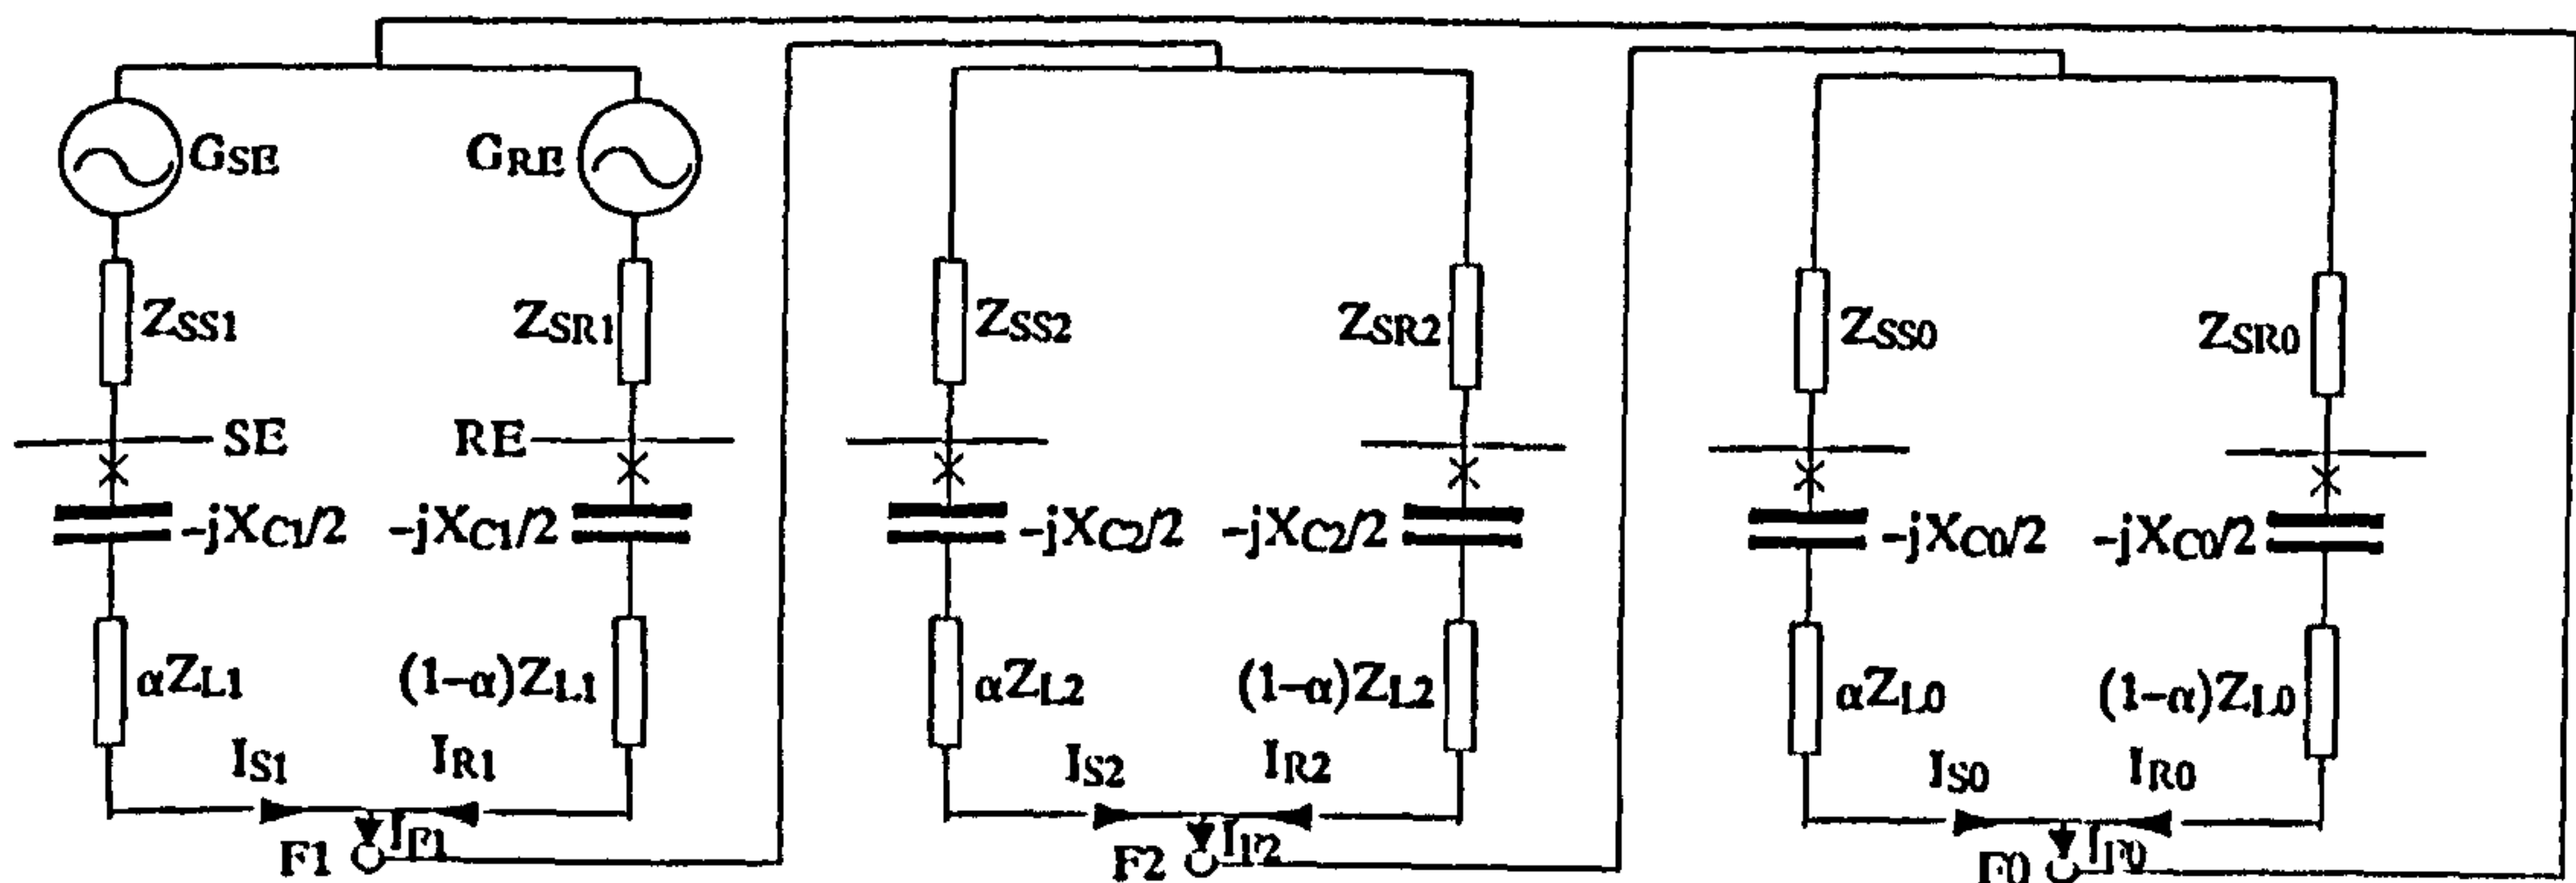 GSE GRE
ZSS1 ZSR1 ZSS2 ZSR2 ZSS0 ZSR0
SE RE
-jXC1/2 -jXC1/2 -jXC2/2 -jXC2/2 -jXC0/2 -jXC0/2
αZL1 (1-α)ZL1 αZL2 (1-α)ZL2 αZL0 (1-α)ZL0
IS1 IR1 IS2 IR2 IS0 IR0
F1 IF1 F2 IF2 F0 IF0